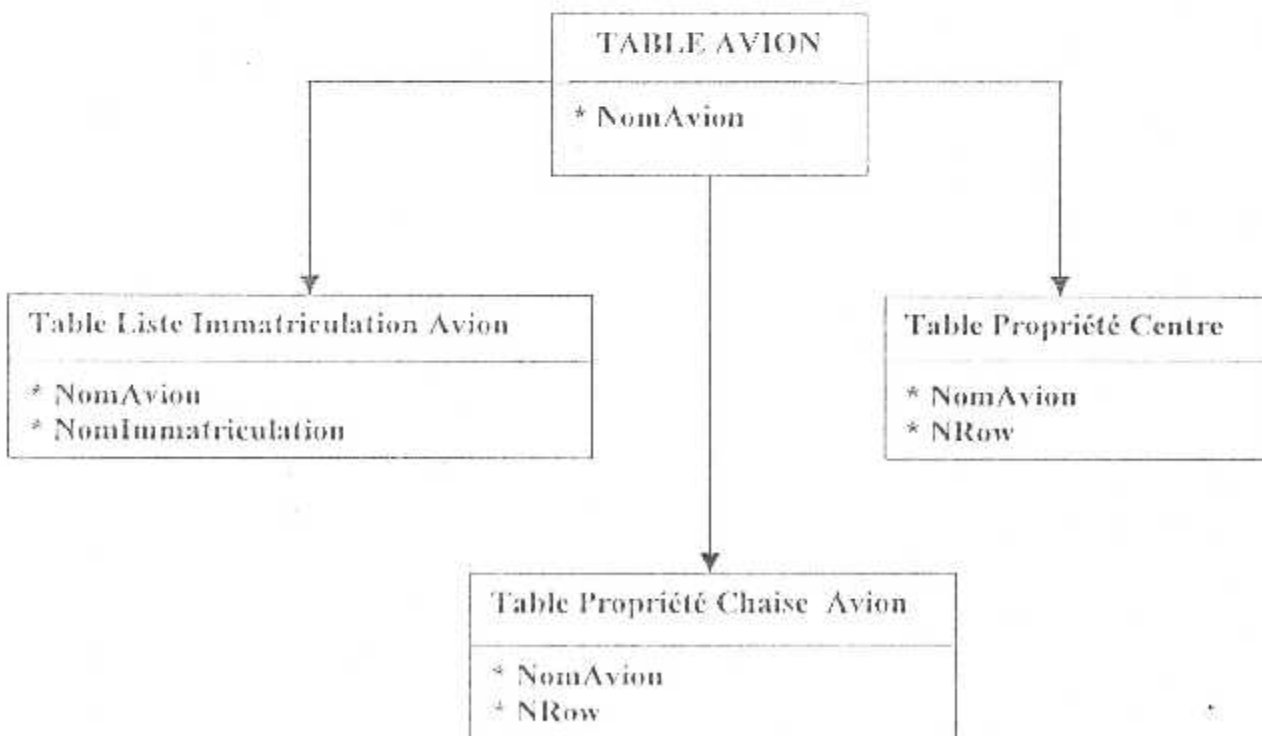 TABLE AVION
* NomAvion
Table Liste Immatriculation Avion
* NomAvion
* NomImmatriculation
Table Propriété Centre
* NomAvion
* NRow
Table Propriété Chaise Avion
* NomAvion
* NRow